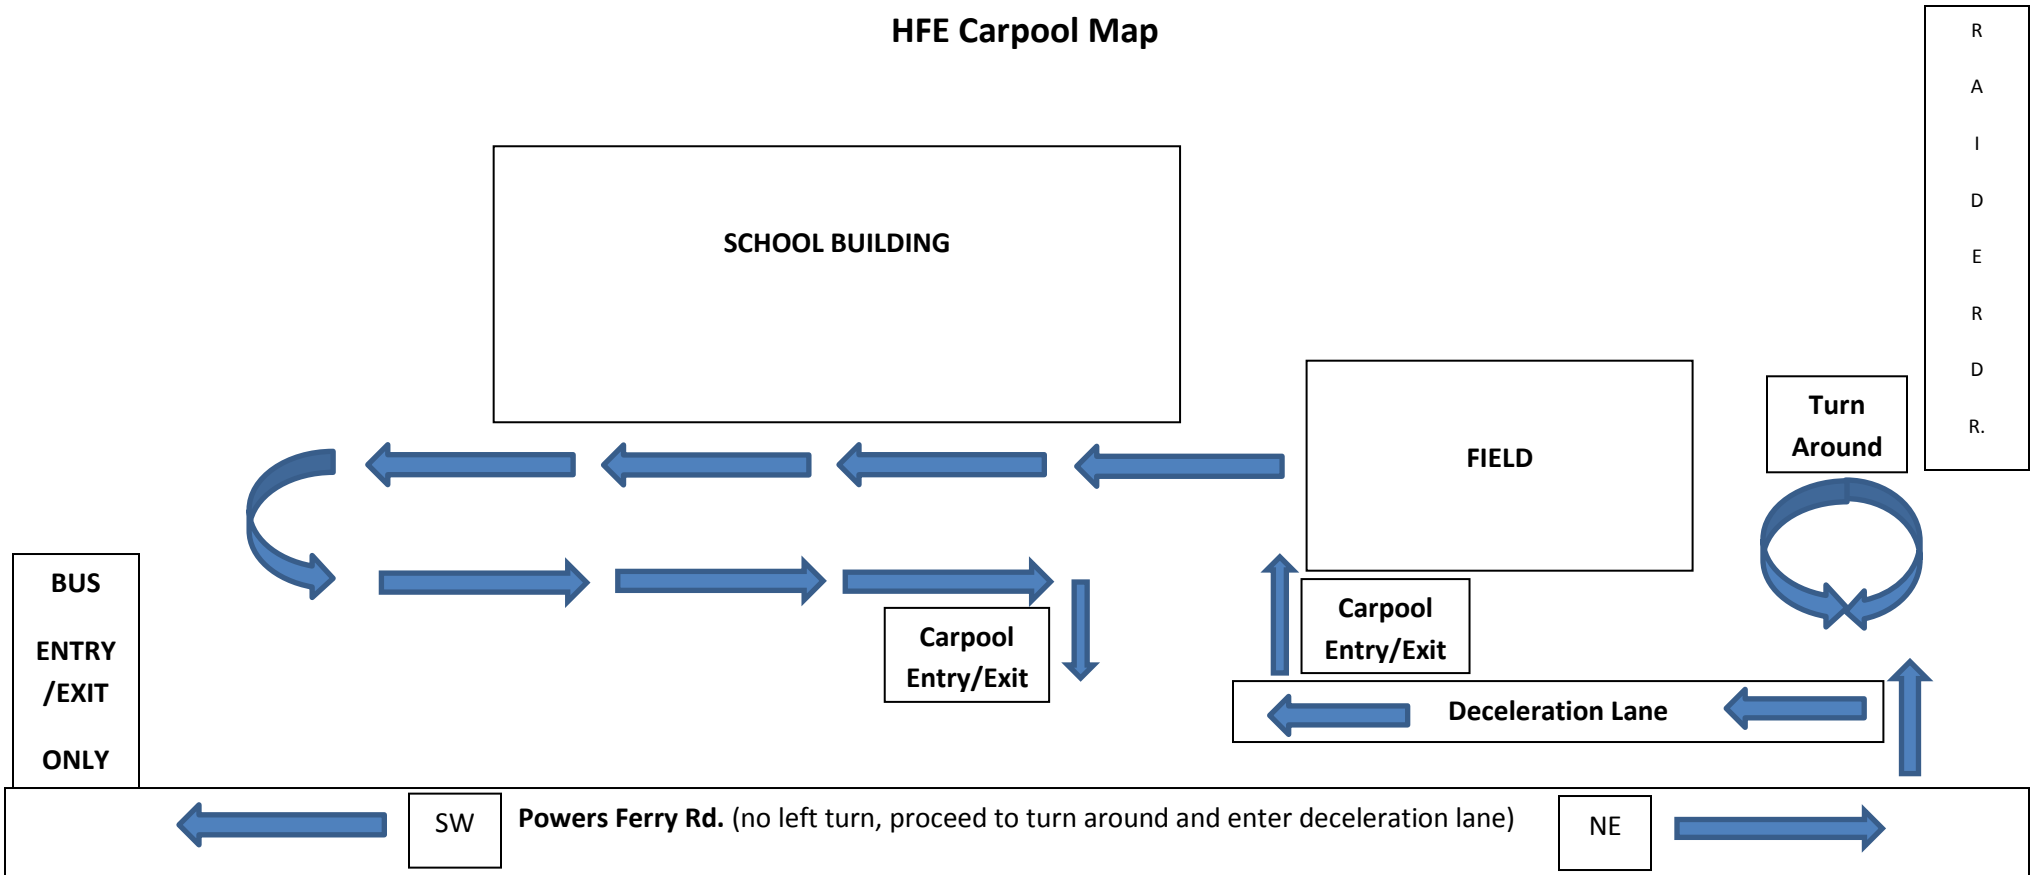 HFE Carpool Map
R
A
I
D
E
R
D
R.
SCHOOL BUILDING
Turn
Around
FIELD
BUS
ENTRY
/EXIT
ONLY
Carpool
Entry/Exit
Carpool
Entry/Exit
Deceleration Lane
SW
Powers Ferry Rd. (no left turn, proceed to turn around and enter deceleration lane)
NE